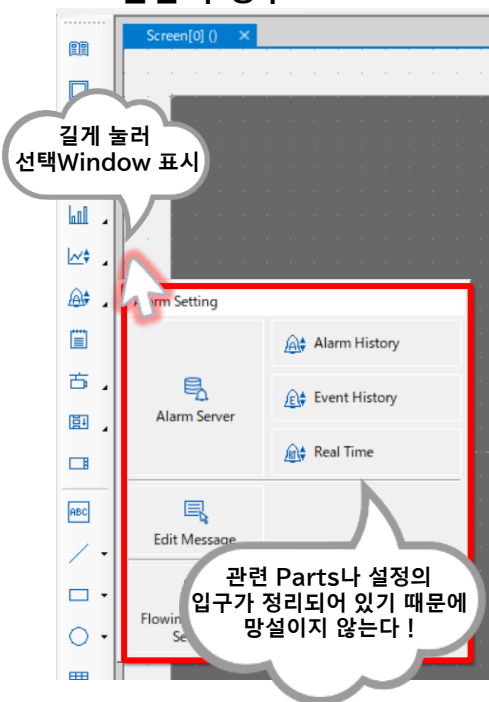 Screen[0] ()
길게 눌러
선택Window 표시
Setting
Alarm History
Event History
Real Time
Alarm Server
ABC
Edit Message
관련 Parts나 설정의
입구가 정리되어 있기 때문에
망설이지 않는다 !